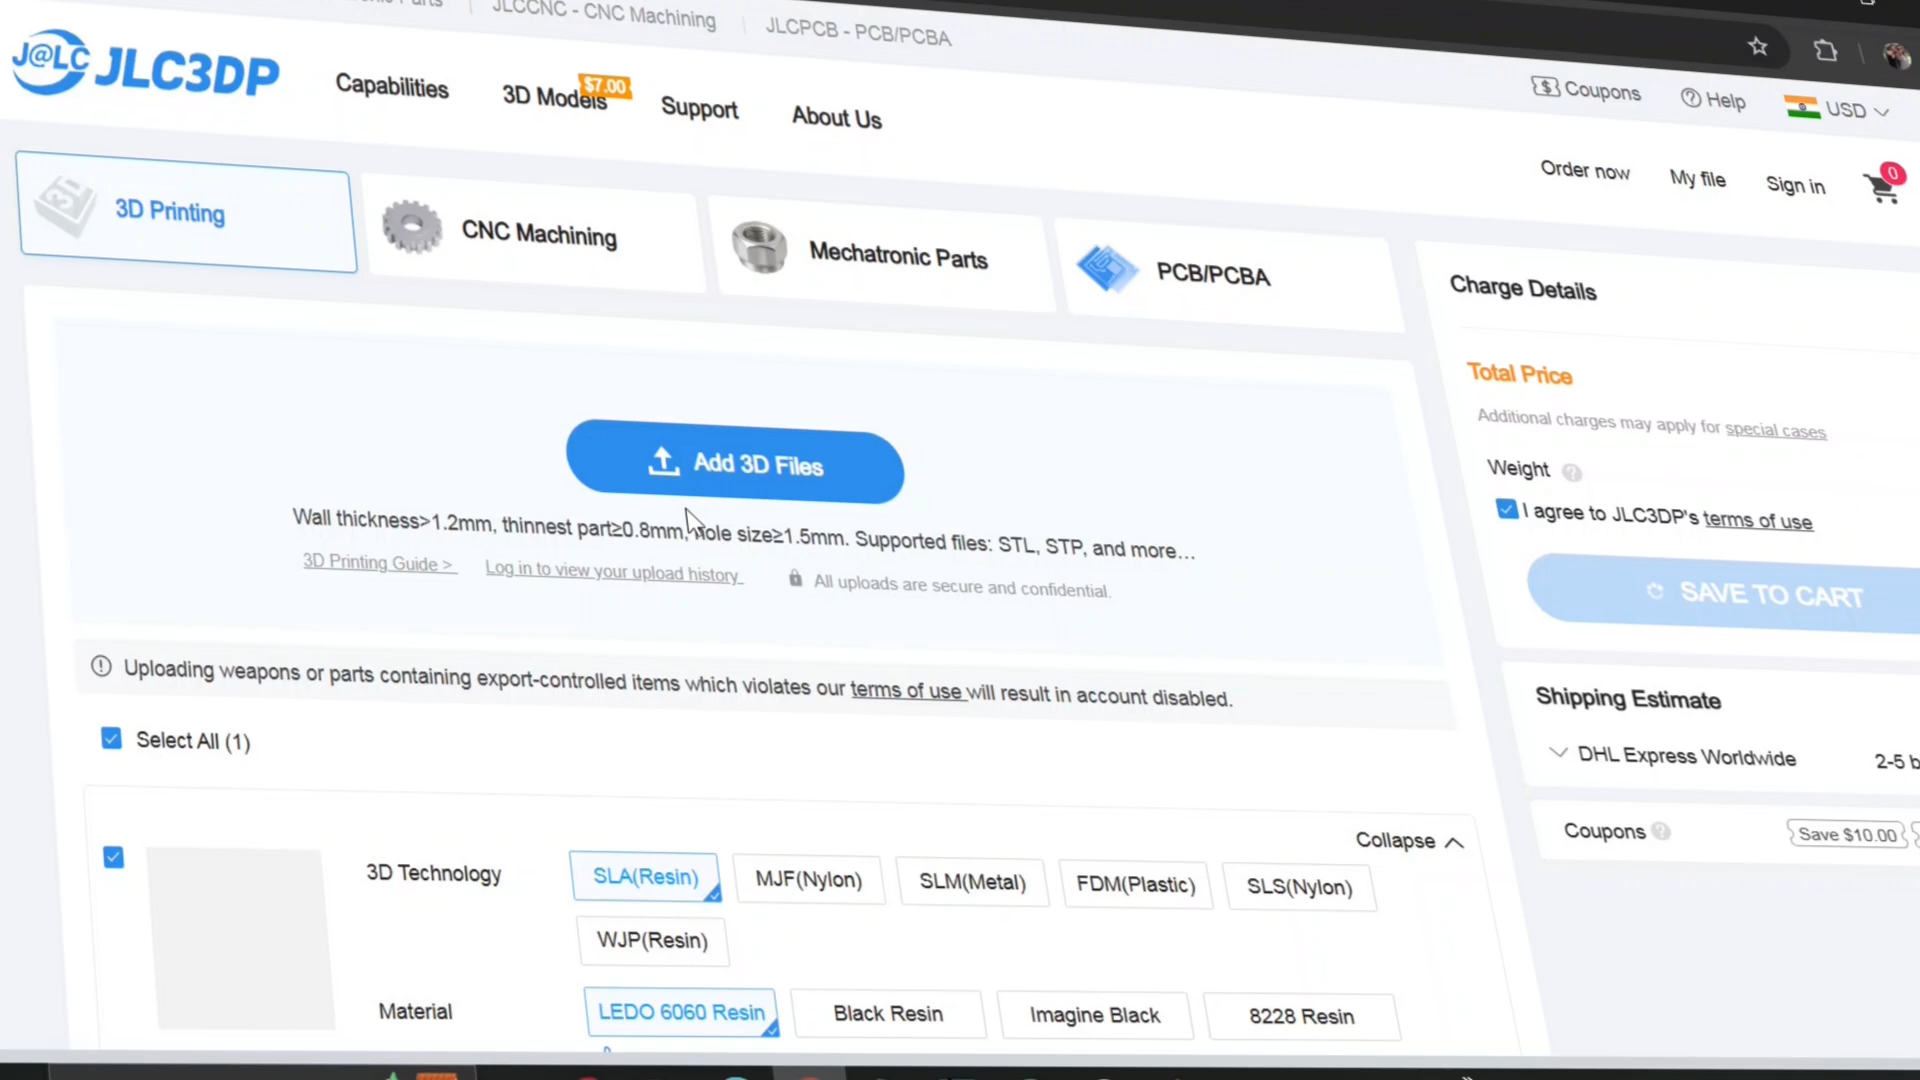 JLCCNC - CNC Machining
JLCPCB - PCB/PCBA
J@LC JLC3DP
Capabilities
3D Models
$7.00
Support
About Us
Coupons
Help
USD
Order now
My file
Sign in
0
3D Printing
CNC Machining
Mechatronic Parts
PCB/PCBA
Charge Details
Total Price
Additional charges may apply for special cases
Weight
I agree to JLC3DP's terms of use
SAVE TO CART
Add 3D Files
Wall thickness>1.2mm, thinnest part≥0.8mm, hole size≥1.5mm. Supported files: STL, STP, and more...
3D Printing Guide >
Log in to view your upload history
All uploads are secure and confidential.
Uploading weapons or parts containing export-controlled items which violates our terms of use will result in account disabled.
Shipping Estimate
DHL Express Worldwide
2-5 b
Coupons
Save $10.00
Select All (1)
Collapse
3D Technology
SLA(Resin)
MJF(Nylon)
SLM(Metal)
FDM(Plastic)
SLS(Nylon)
WJP(Resin)
Material
LEDO 6060 Resin
Black Resin
Imagine Black
8228 Resin